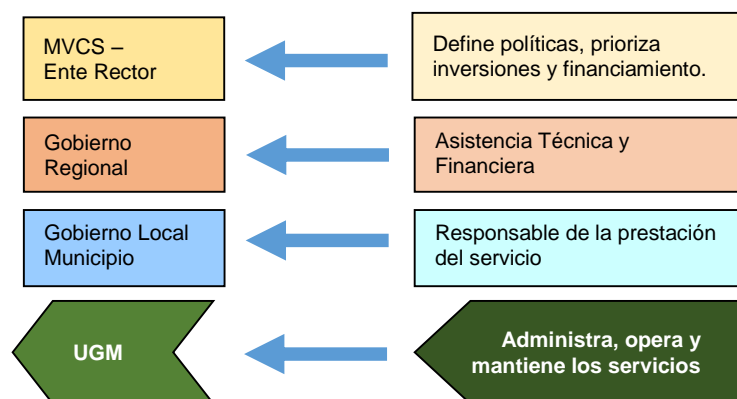 MVCS –
Ente Rector
Define políticas, prioriza
inversiones y financiamiento.
Gobierno
Regional
Asistencia Técnica y
Financiera
Gobierno Local
Municipio
Responsable de la prestación
del servicio
UGM
Administra, opera y
mantiene los servicios